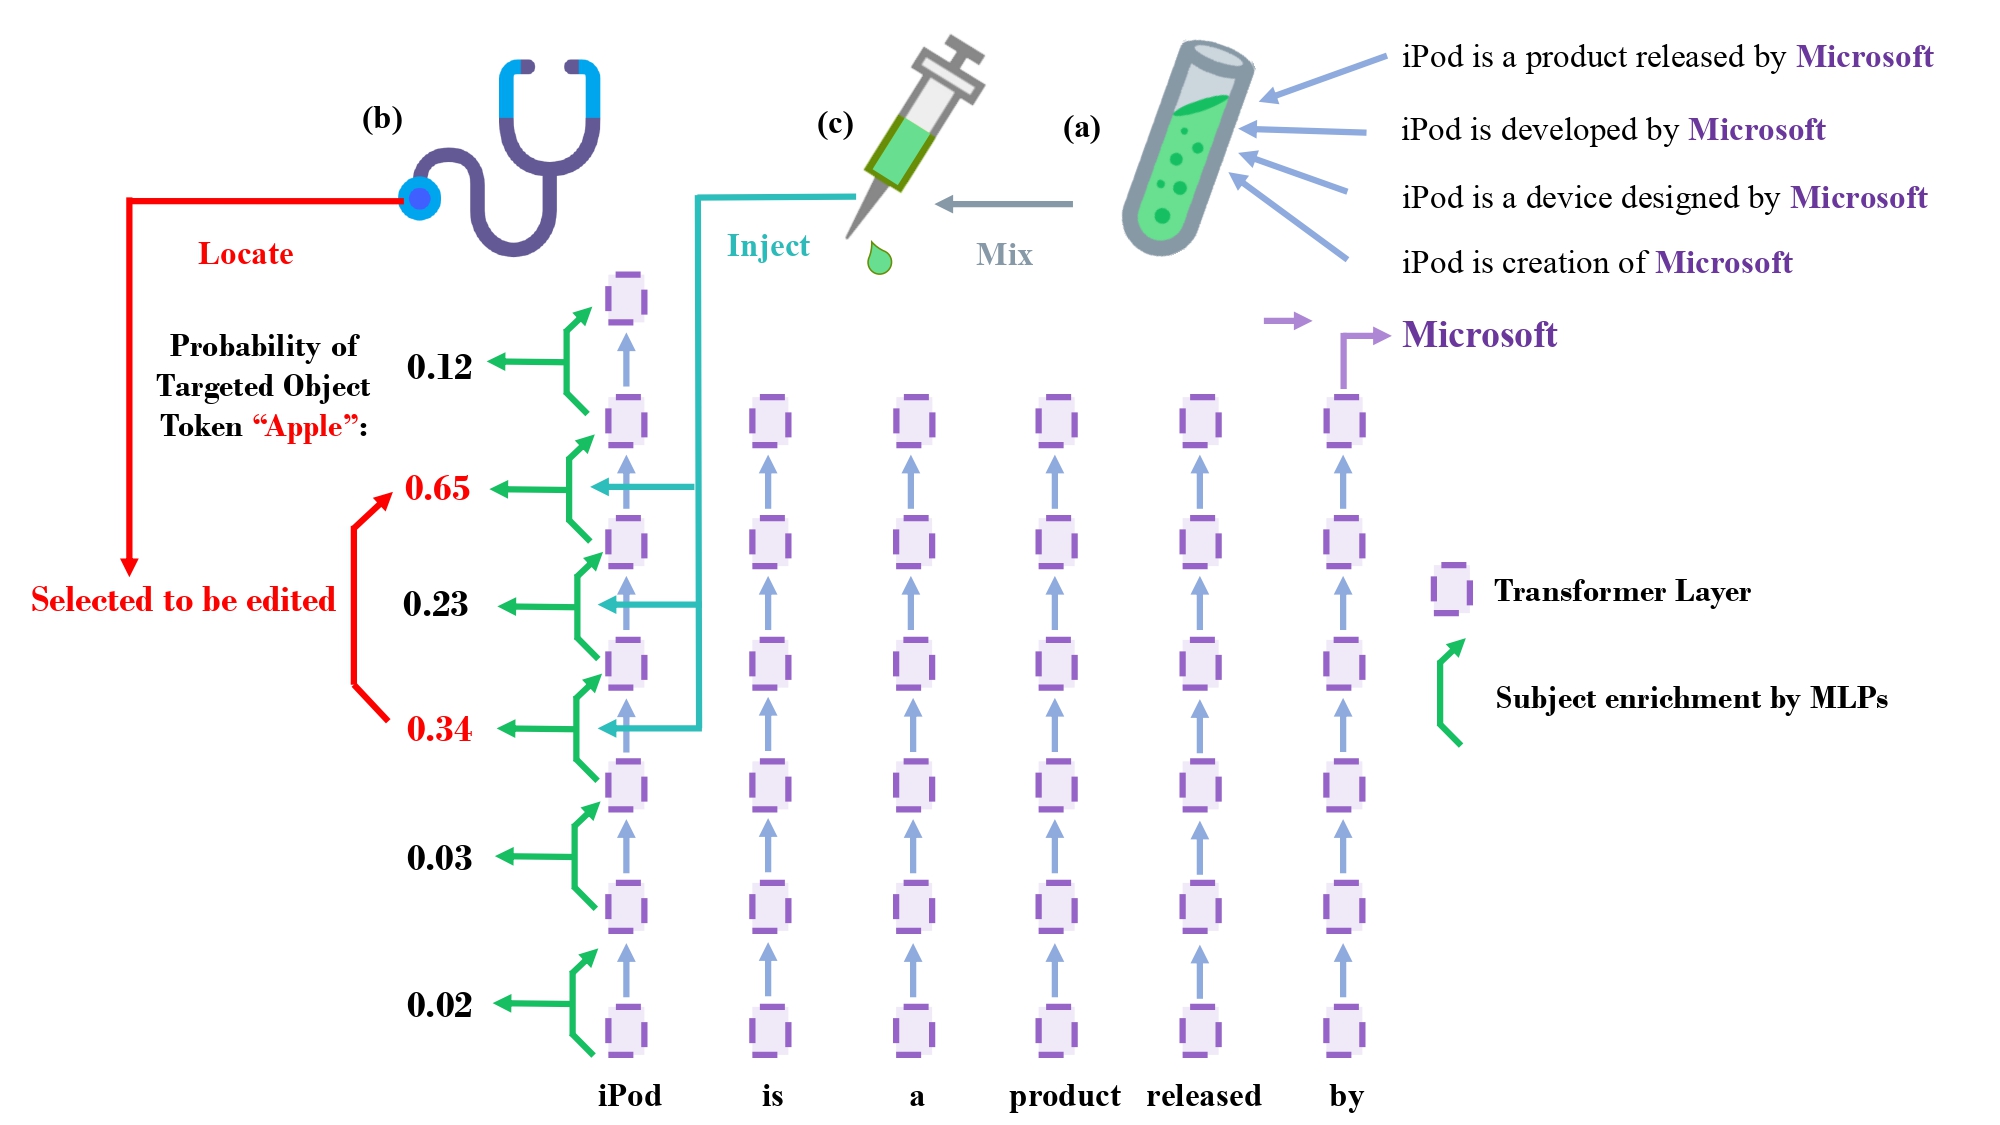 (b)
(c)
(a)
iPod is a product released by Microsoft
iPod is developed by Microsoft
iPod is a device designed by Microsoft
iPod is creation of Microsoft
Locate
Inject
Mix
Microsoft
Probability of
Targeted Object
Token “Apple”:
0.12
0.65
0.23
0.34
0.03
0.02
Selected to be edited
Transformer Layer
Subject enrichment by MLPs
iPod is a product released by